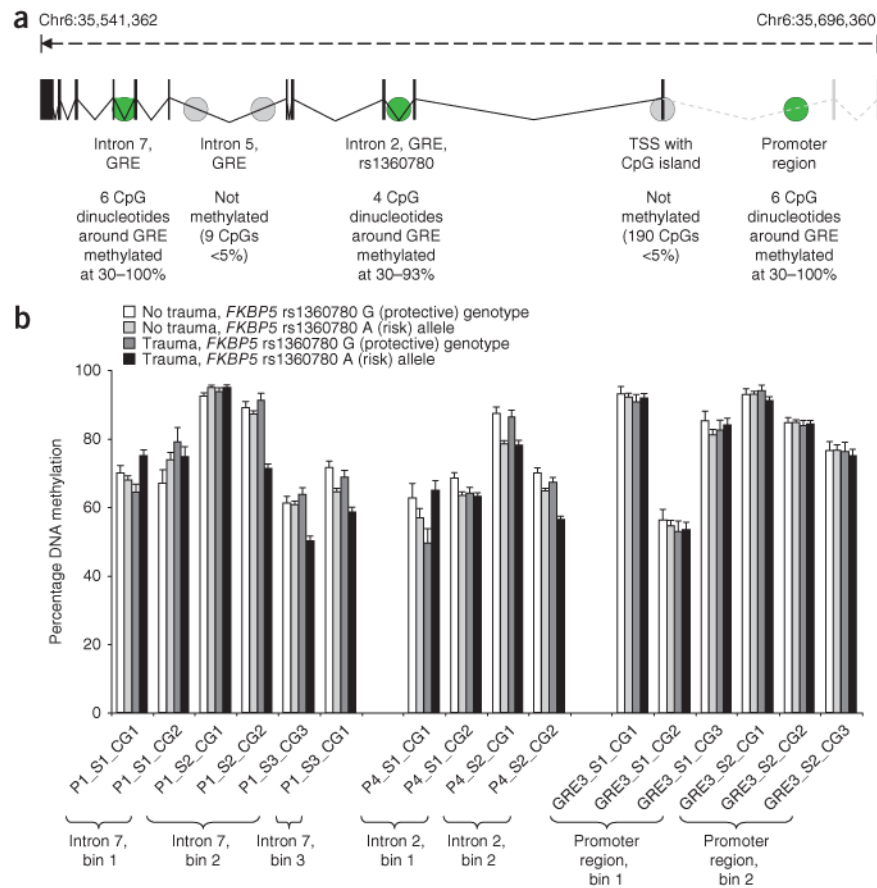 a
Chr6:35,541,362
Chr6:35,696,360
Intron 7,
GRE
6 CpG
dinucleotides
around GRE
methylated
at 30–100%
Intron 5,
GRE
Not
methylated
(9 CpGs
<5%)
Intron 2, GRE,
rs1360780
4 CpG
dinucleotides
around GRE
methylated
at 30–93%
TSS with
CpG island
Not
methylated
(190 CpGs
<5%)
Promoter
region
6 CpG
dinucleotides
around GRE
methylated
at 30–100%
b
No trauma, FKBP5 rs1360780 G (protective) genotype
No trauma, FKBP5 rs1360780 A (risk) allele
Trauma, FKBP5 rs1360780 G (protective) genotype
Trauma, FKBP5 rs1360780 A (risk) allele
Percentage DNA methylation
100
80
60
40
20
0
P1_S1_CG1
P1_S1_CG2
P1_S2_CG1
P1_S2_CG2
P1_S3_CG3
P1_S3_CG1
P4_S1_CG1
P4_S1_CG2
P4_S2_CG1
P4_S2_CG2
GRE3_S1_CG1
GRE3_S1_CG2
GRE3_S1_CG3
GRE3_S2_CG1
GRE3_S2_CG2
GRE3_S2_CG3
Intron 7,
bin 1
Intron 7,
bin 2
Intron 7,
bin 3
Intron 2,
bin 1
Intron 2,
bin 2
Promoter
region,
bin 1
Promoter
region,
bin 2